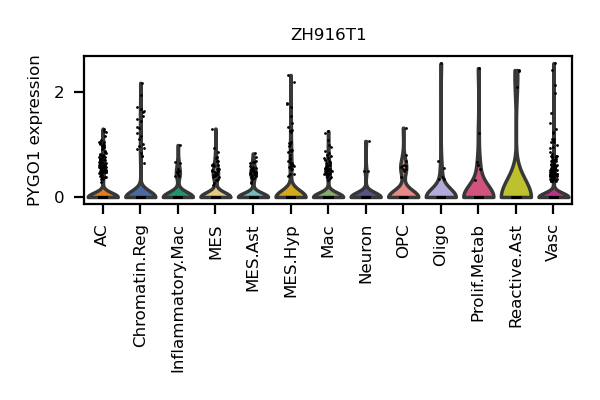 ZH916T1
PYGO1 expression
2
0
AC
Chromatin.Reg
Inflammatory.Mac
MES
MES.Ast
MES.Hyp
Mac
Neuron
OPC
Oligo
Prolif.Metab
Reactive.Ast
Vasc